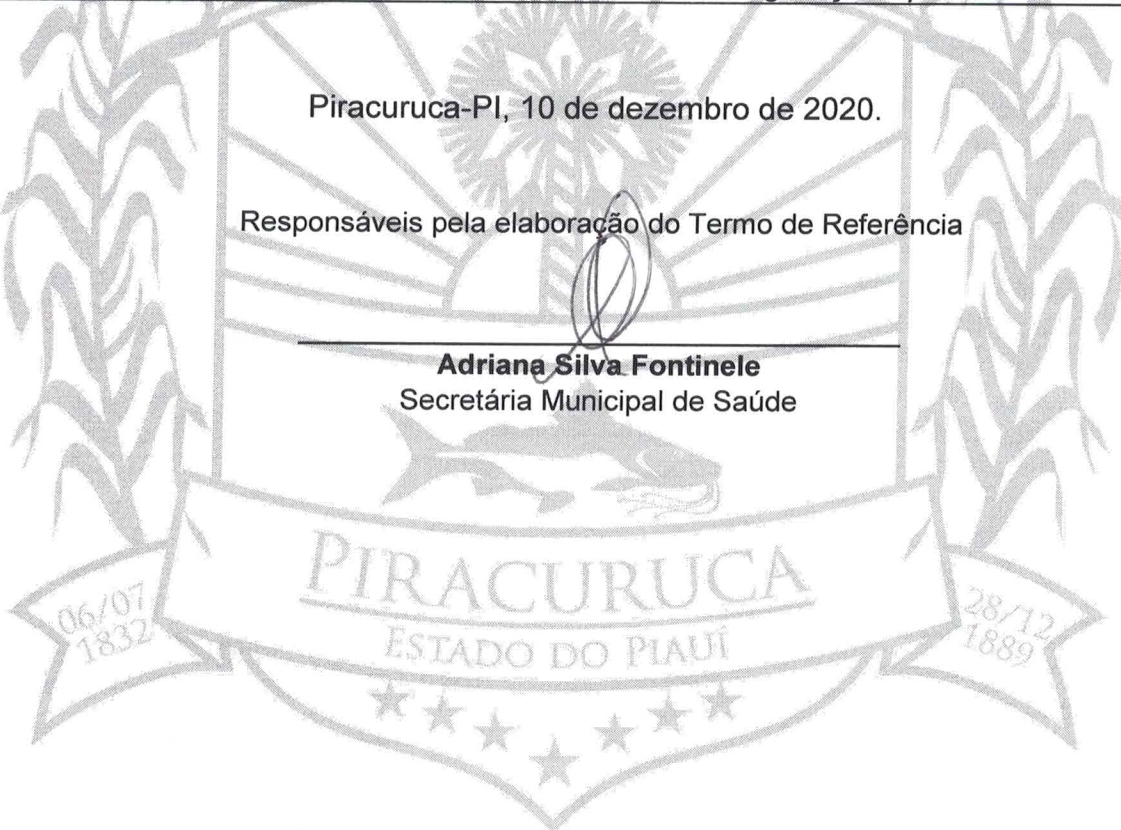 Piracuruca-PI, 10 de dezembro de 2020.
Responsáveis pela elaboração do Termo de Referência
Adriana Silva Fontinele
Secretária Municipal de Saúde
PIRACURUCA
ESTADO DO PIAUÍ
06/07
1832
28/12
1889